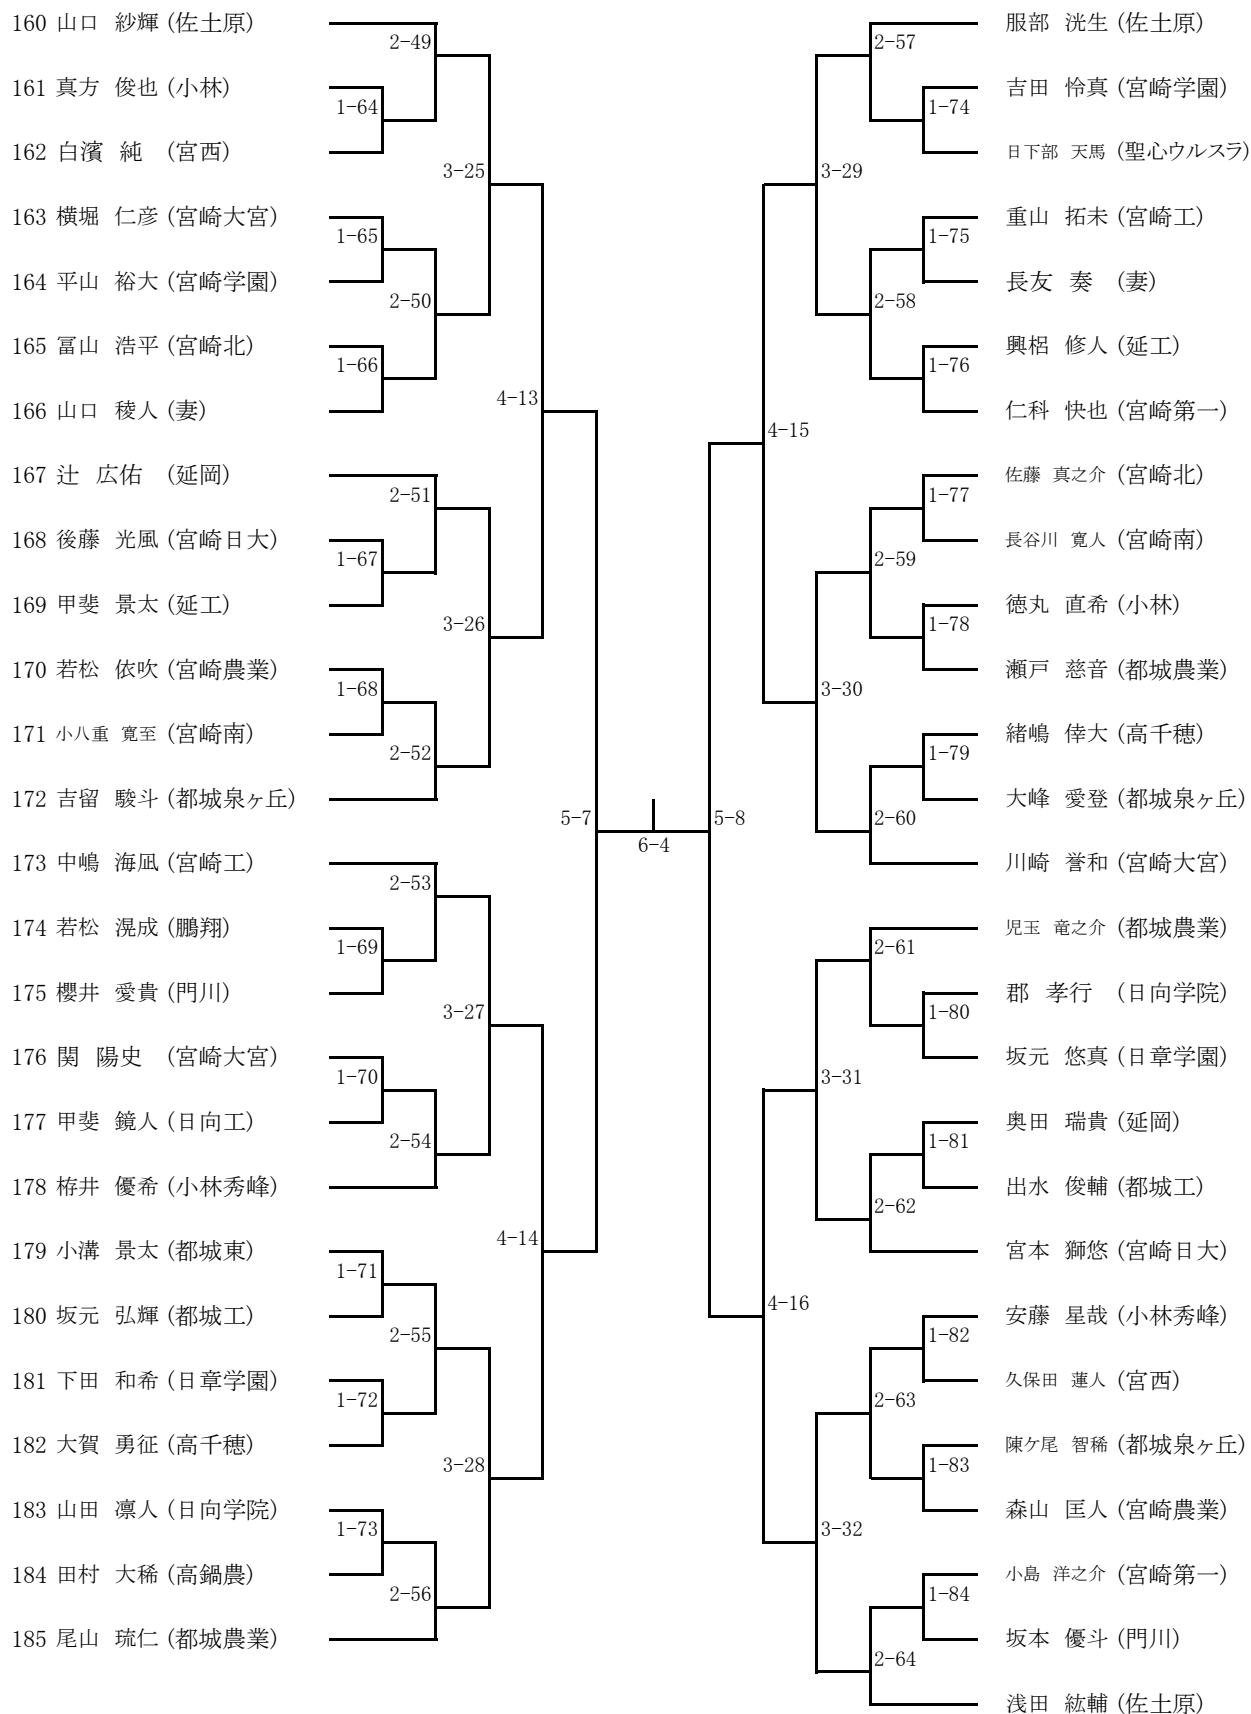 160 山口 紗輝 (佐土原)
2-49
161 真方 俊也 (小林)
1-64
162 白濱 純 (宮西)
3-25
163 横堀 仁彦 (宮崎大宮)
1-65
164 平山 裕大 (宮崎学園)
2-50
165 冨山 浩平 (宮崎北)
1-66
166 山口 稜人 (妻)
4-13
167 辻 広佑 (延岡)
2-51
168 後藤 光風 (宮崎日大)
1-67
169 甲斐 景太 (延工)
3-26
170 若松 依吹 (宮崎農業)
1-68
171 小八重 寛至 (宮崎南)
2-52
172 吉留 駿斗 (都城泉ヶ丘)
5-7
173 中嶋 海凪 (宮崎工)
2-53
174 若松 滉成 (鵬翔)
1-69
175 櫻井 愛貴 (門川)
3-27
176 関 陽史 (宮崎大宮)
1-70
177 甲斐 鏡人 (日向工)
2-54
178 栫井 優希 (小林秀峰)
4-14
179 小溝 景太 (都城東)
1-71
180 坂元 弘輝 (都城工)
2-55
181 下田 和希 (日章学園)
1-72
182 大賀 勇征 (高千穂)
3-28
183 山田 凛人 (日向学院)
1-73
184 田村 大稀 (高鍋農)
2-56
185 尾山 琉仁 (都城農業)
6-4
服部 洸生 (佐土原)
2-57
吉田 怜真 (宮崎学園)
1-74
日下部 天馬 (聖心ウルスラ)
3-29
重山 拓未 (宮崎工)
1-75
長友 奏 (妻)
2-58
興梠 修人 (延工)
1-76
仁科 快也 (宮崎第一)
4-15
佐藤 真之介 (宮崎北)
1-77
長谷川 寛人 (宮崎南)
2-59
徳丸 直希 (小林)
1-78
瀬戸 慈音 (都城農業)
3-30
緒嶋 倖大 (高千穂)
1-79
大峰 愛登 (都城泉ヶ丘)
2-60
5-8
川崎 誉和 (宮崎大宮)
児玉 竜之介 (都城農業)
2-61
郡 孝行 (日向学院)
1-80
坂元 悠真 (日章学園)
3-31
奥田 瑞貴 (延岡)
1-81
出水 俊輔 (都城工)
2-62
宮本 獅悠 (宮崎日大)
4-16
安藤 星哉 (小林秀峰)
1-82
久保田 蓮人 (宮西)
2-63
陳ケ尾 智稀 (都城泉ヶ丘)
1-83
森山 匡人 (宮崎農業)
3-32
小島 洋之介 (宮崎第一)
1-84
坂本 優斗 (門川)
2-64
浅田 紘輔 (佐土原)